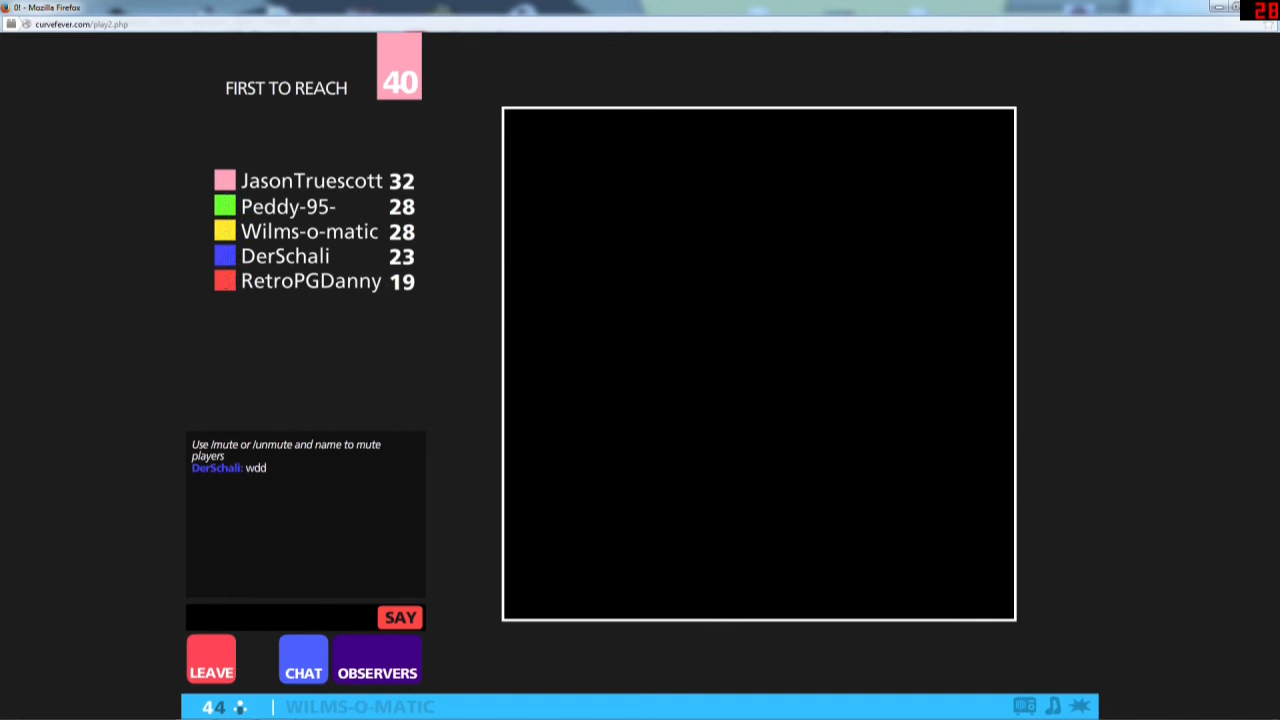 0! - Mozilla Firefox
28
curvefever.com/play2.php
FIRST TO REACH 40
JasonTruescott 32
Peddy-95- 28
Wilms-o-matic 28
DerSchali 23
RetroPGDanny 19
Use /mute or /unmute and name to mute
players
DerSchali: wdd
SAY
LEAVE CHAT OBSERVERS
44 WILMS-O-MATIC